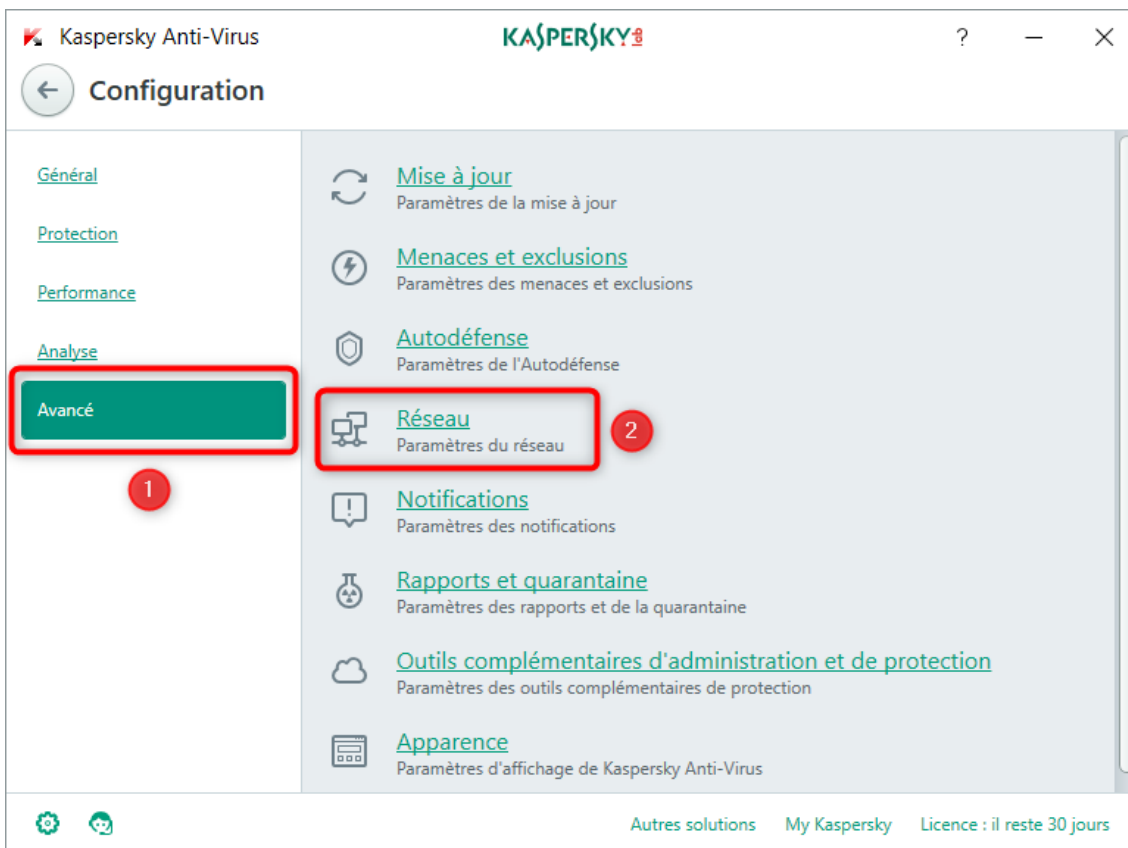 Kaspersky Anti-Virus
KASPERSKY lab
?
Configuration
Général
Protection
Performance
Analyse
Avancé
1
Mise à jour
Paramètres de la mise à jour
Menaces et exclusions
Paramètres des menaces et exclusions
Autodéfense
Paramètres de l'Autodéfense
Réseau
Paramètres du réseau
2
Notifications
Paramètres des notifications
Rapports et quarantaine
Paramètres des rapports et de la quarantaine
Outils complémentaires d'administration et de protection
Paramètres des outils complémentaires de protection
Apparence
Paramètres d'affichage de Kaspersky Anti-Virus
Autres solutions
My Kaspersky
Licence : il reste 30 jours